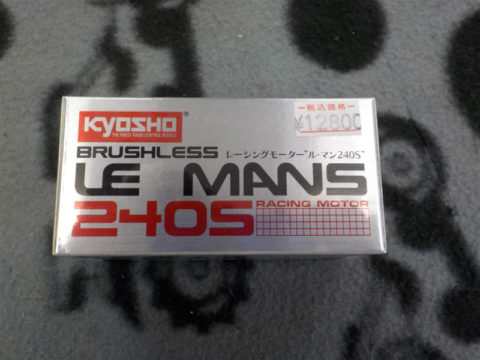 税込価格
¥12800
KYOSHO
THE FINEST RADIO CONTROL MODELS
BRUSHLESS レーシングモーター"ル・マン240S"
LE MANS
240S RACING MOTOR